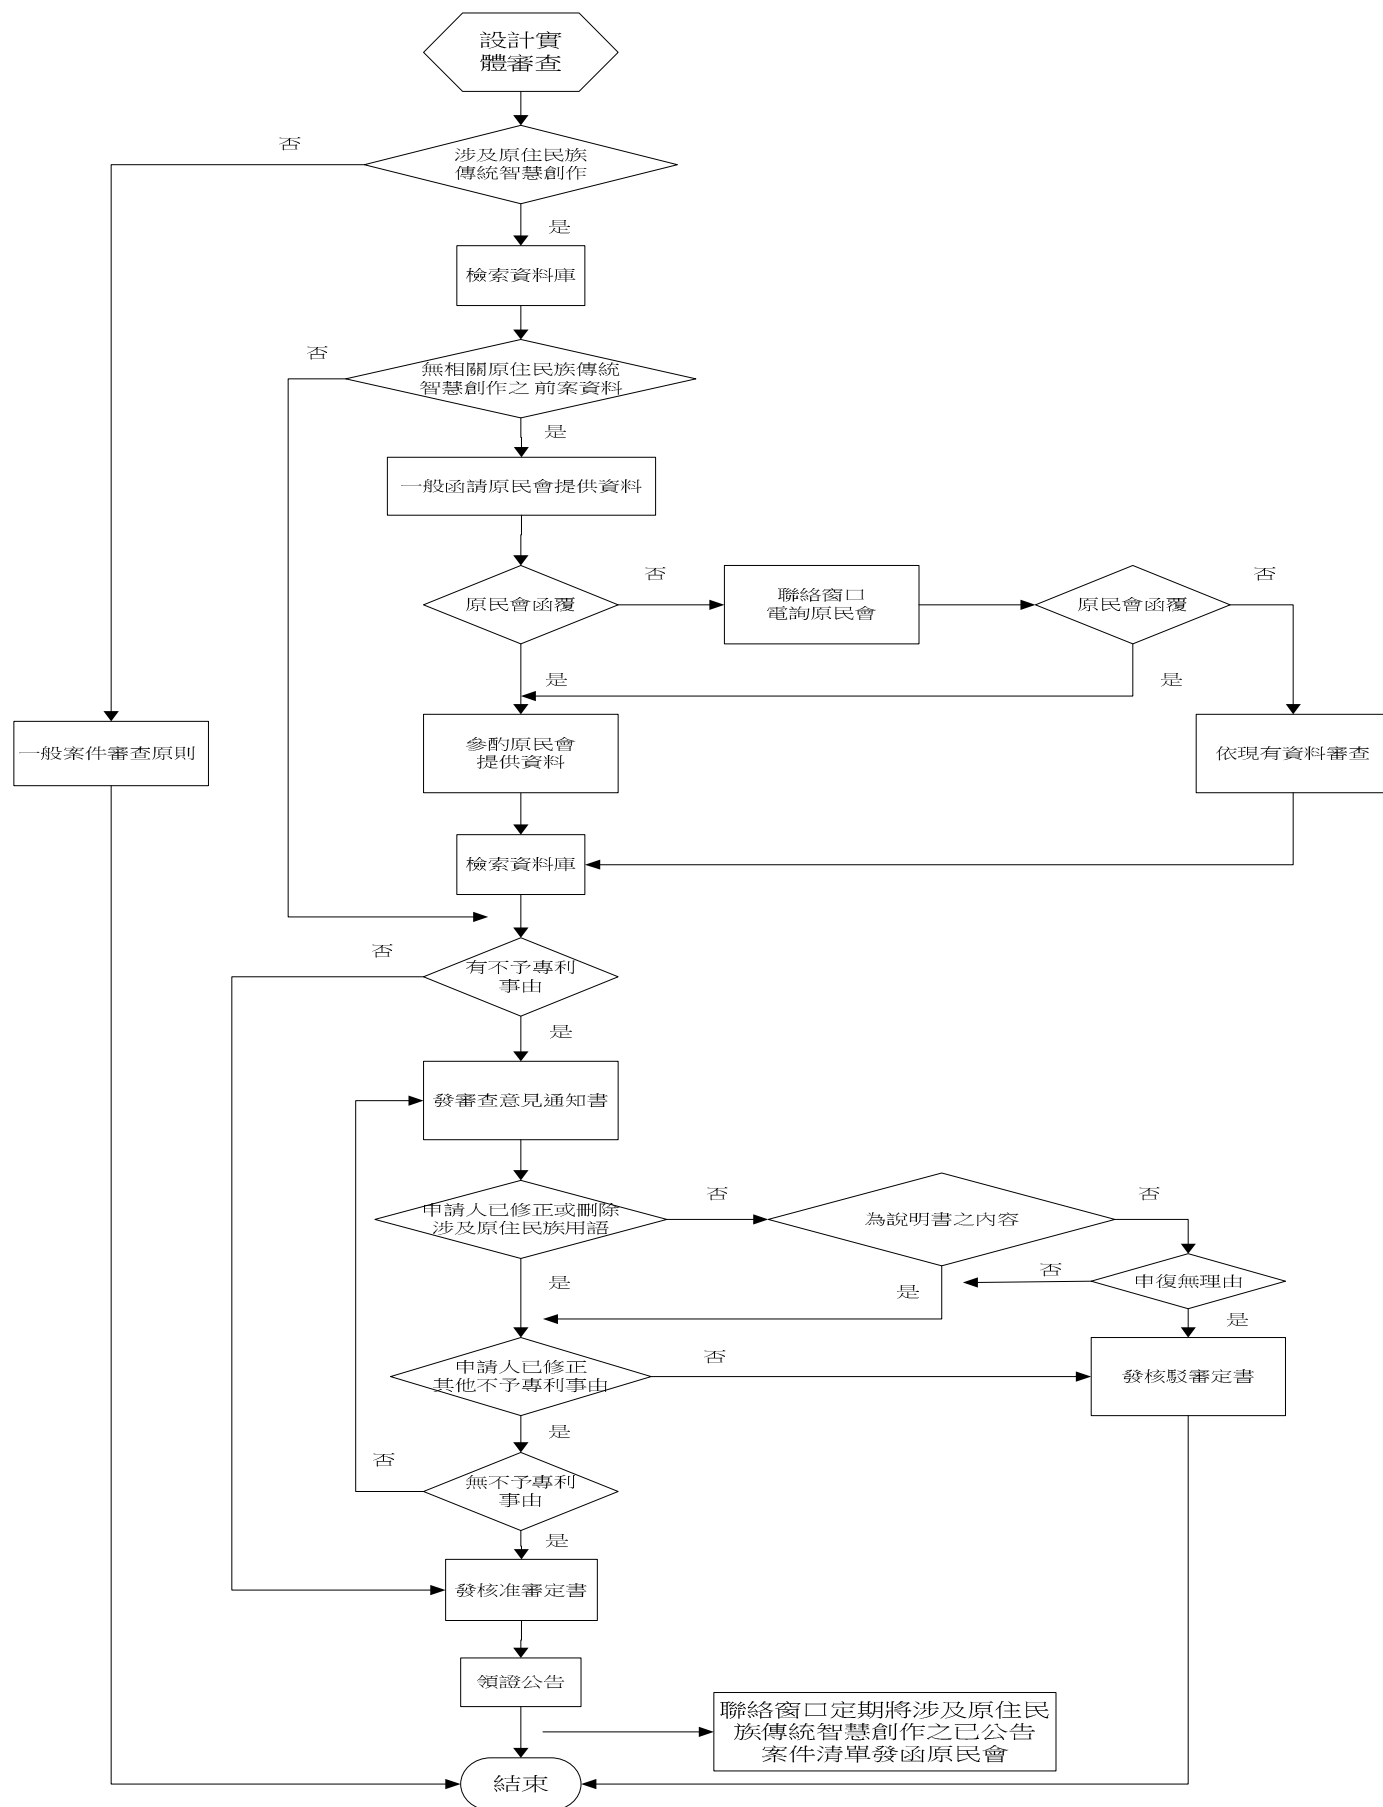 設計實
體審查
否
涉及原住民族
傳統智慧創作
是
檢索資料庫
否
無相關原住民族傳統
智慧創作之 前案資料
是
一般函請原民會提供資料
原民會函覆
否
聯絡窗口
電詢原民會
原民會函覆
否
是
是
一般案件審查原則
參酌原民會
提供資料
依現有資料審查
檢索資料庫
否
有不予專利
事由
是
發審查意見通知書
申請人已修正或刪除
涉及原住民族用語
否
為說明書之內容
否
是
是
否
申復無理由
是
申請人已修正
其他不予專利事由
否
發核駁審定書
是
否
無不予專利
事由
是
發核准審定書
領證公告
聯絡窗口定期將涉及原住民
族傳統智慧創作之已公告
案件清單發函原民會
結束